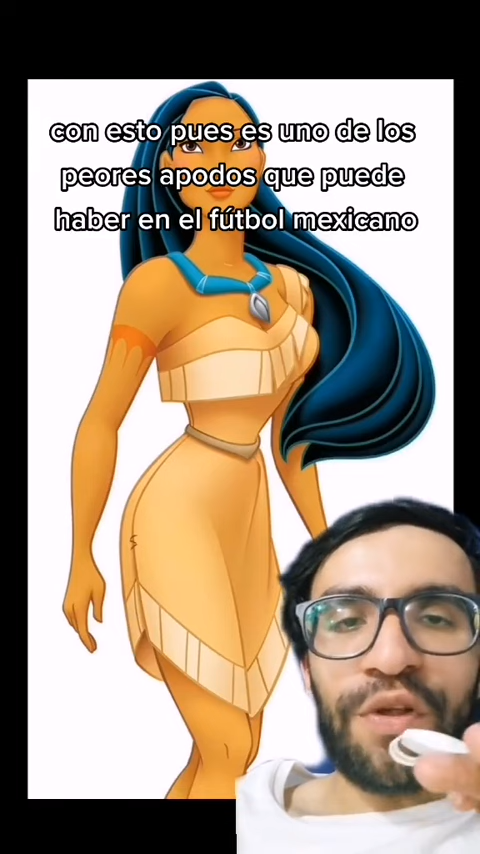 con esto pues es uno de los
peores apodos que puede
haber en el fútbol mexicano